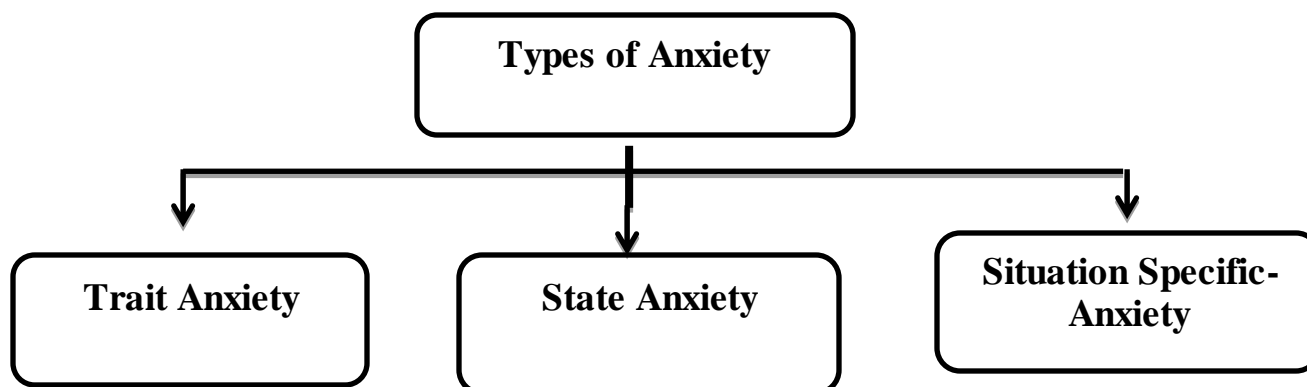 Types of Anxiety
Trait Anxiety
State Anxiety
Situation Specific-
Anxiety